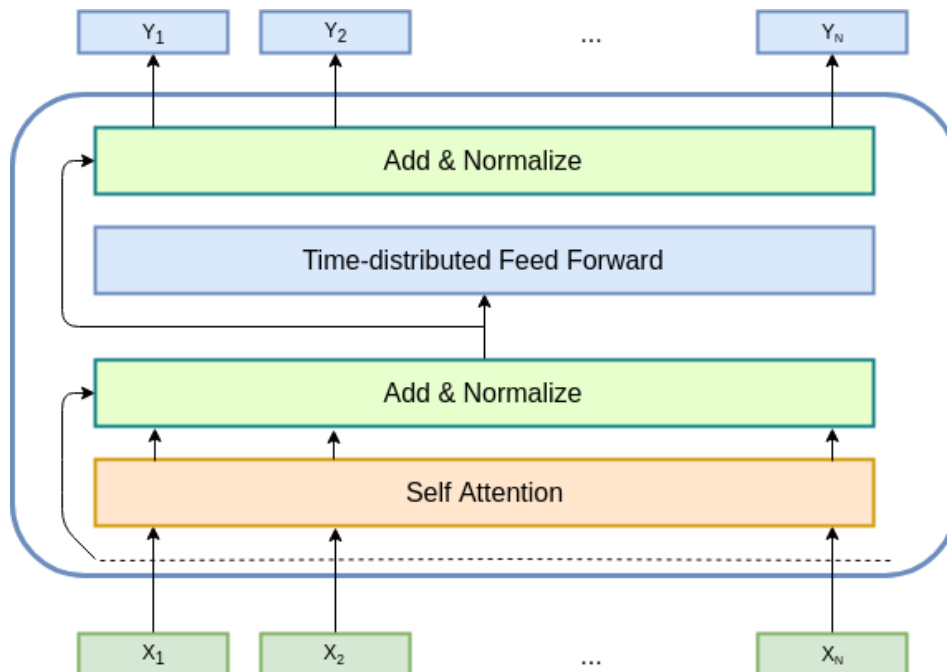 Y1 Y2 ... YN
Add & Normalize
Time-distributed Feed Forward
Add & Normalize
Self Attention
X1 X2 ... XN